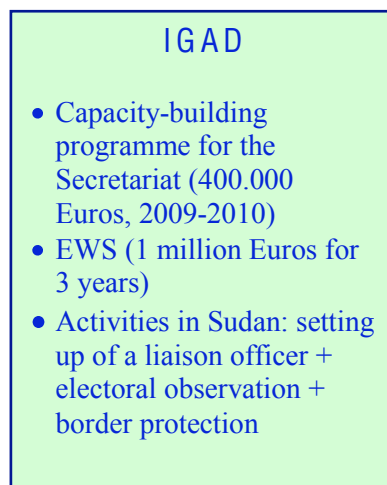 IGAD
• Capacity-building
programme for the
Secretariat (400.000
Euros, 2009-2010)
• EWS (1 million Euros for
3 years)
• Activities in Sudan: setting
up of a liaison officer +
electoral observation +
border protection